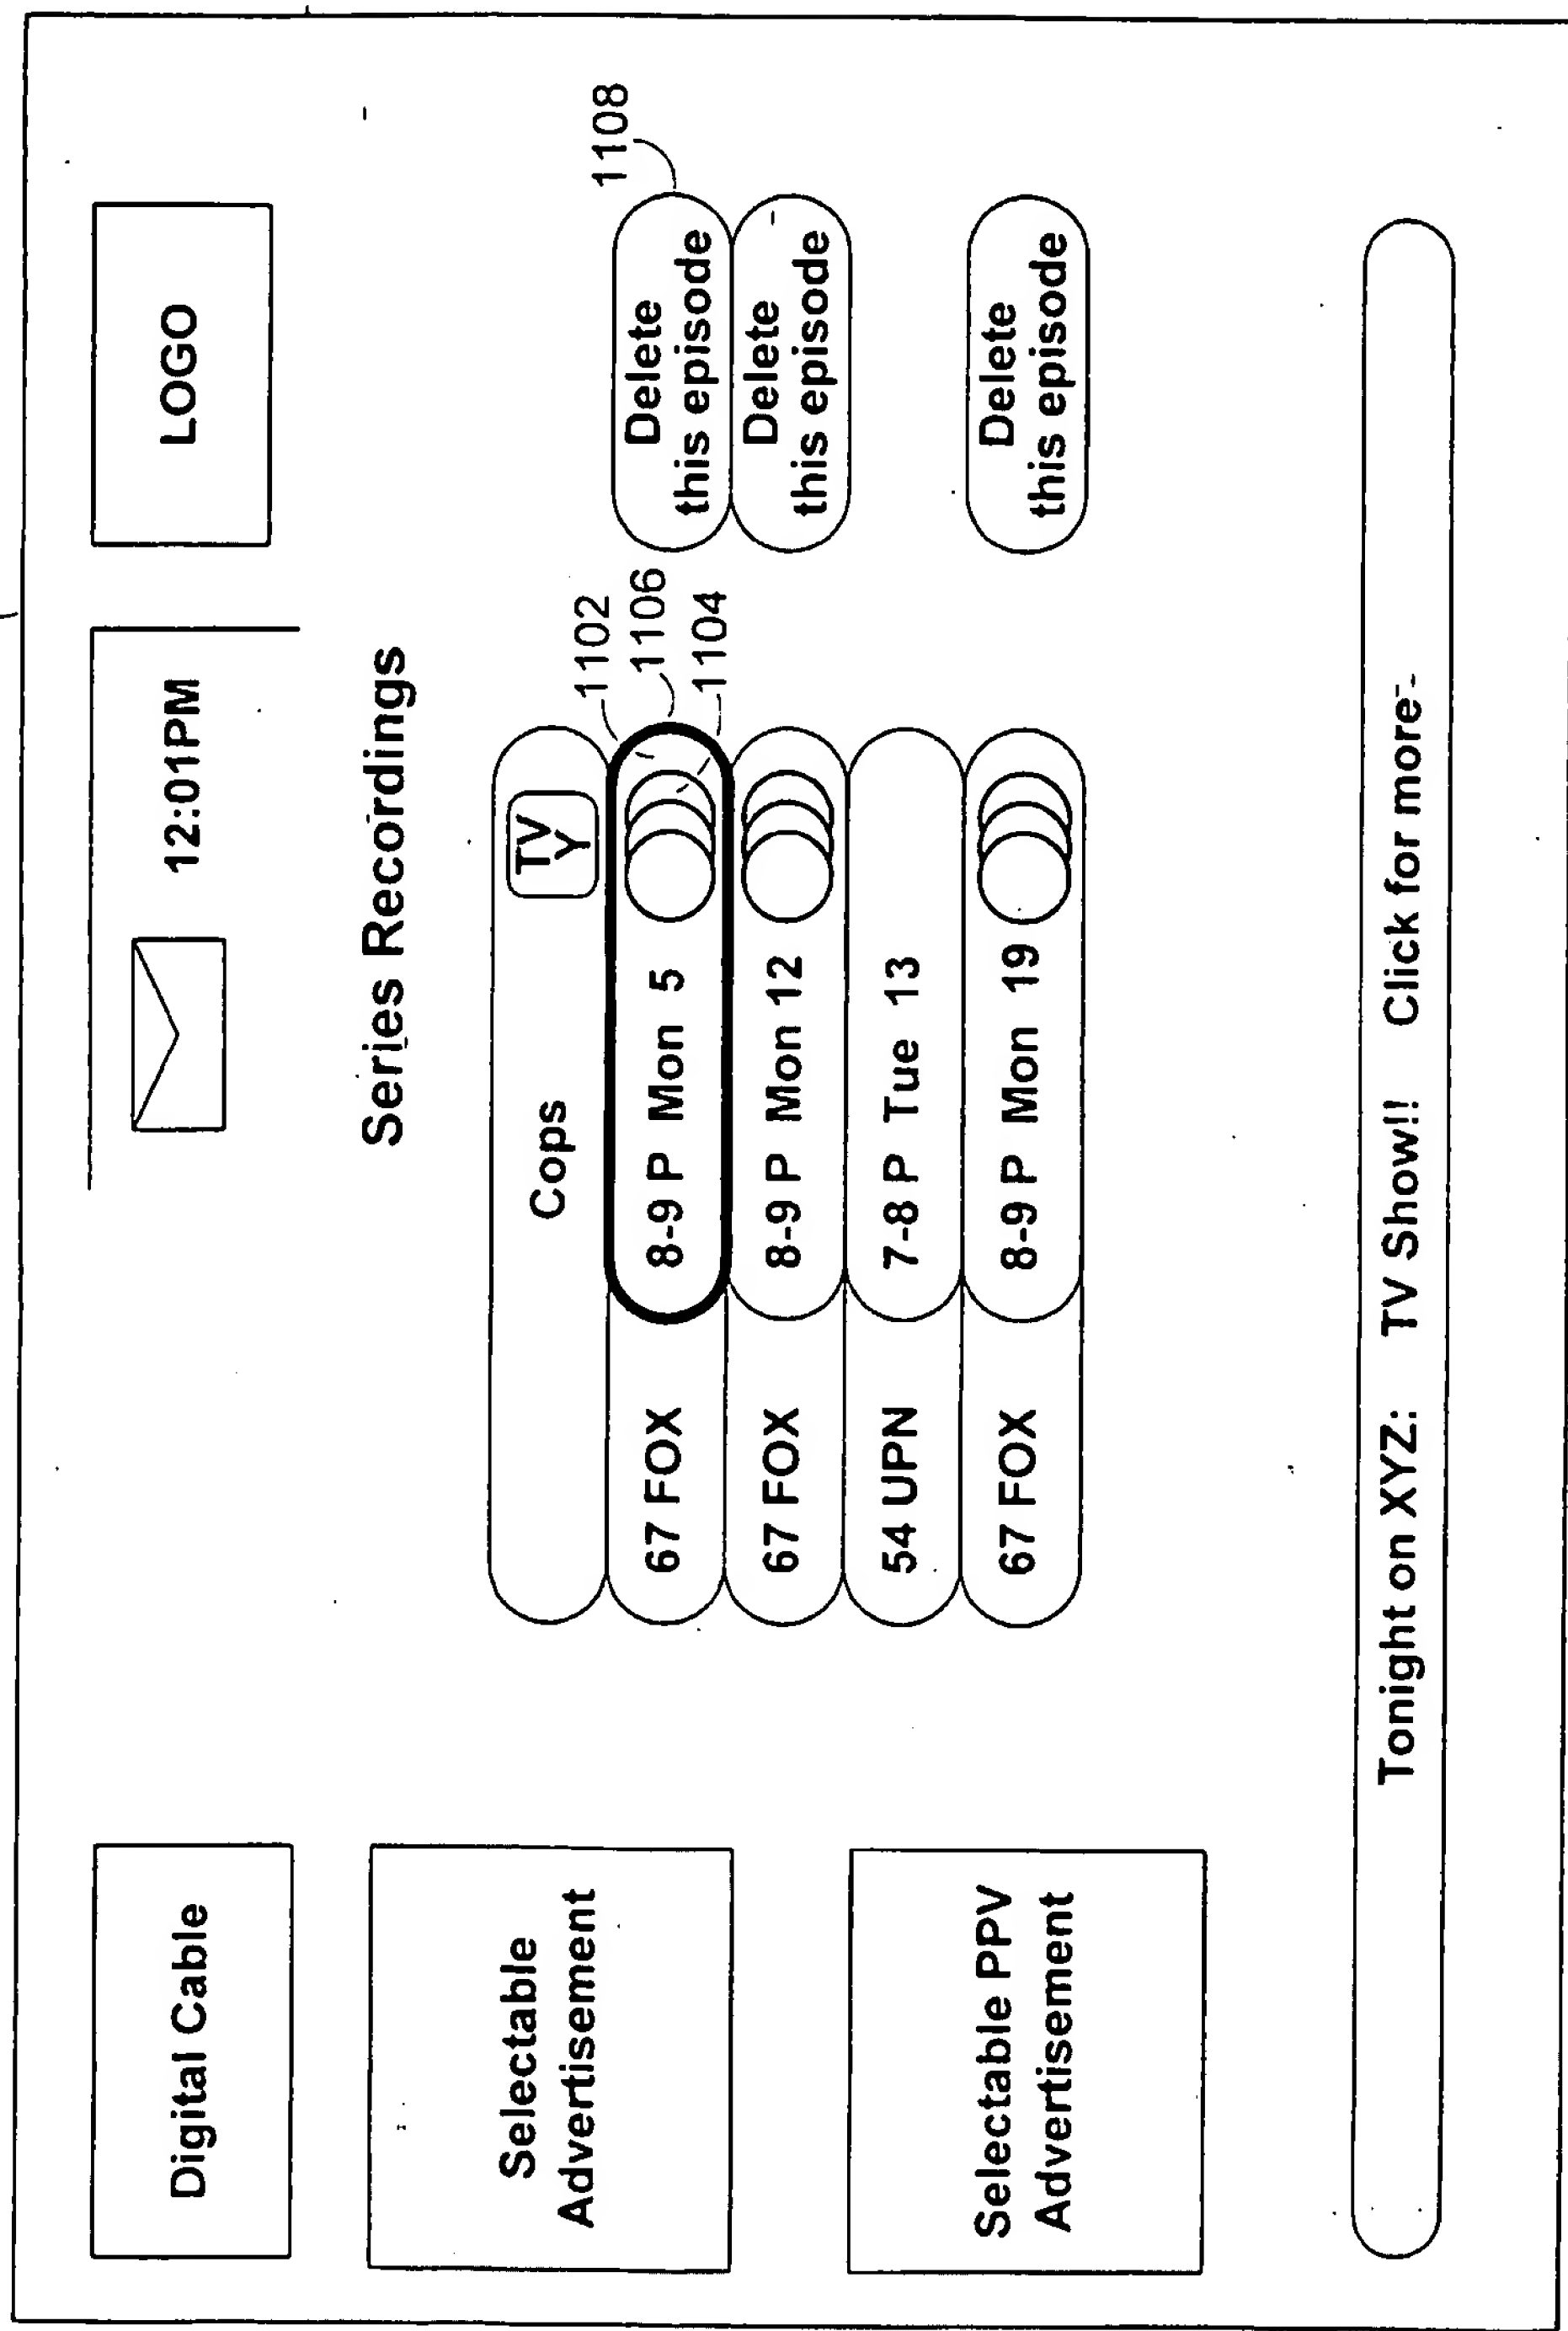 Digital Cable
12:01PM
LOGO
Series Recordings
Selectable
Advertisement
Selectable PPV
Advertisement
Cops
TV
Y
1102
1106
1104
1108
67 FOX 8-9 P Mon 5
Delete
this episode
67 FOX 8-9 P Mon 12
Delete
this episode
54 UPN 7-8 P Tue 13
67 FOX 8-9 P Mon 19
Delete
this episode
Tonight on XYZ: TV Show!! Click for more